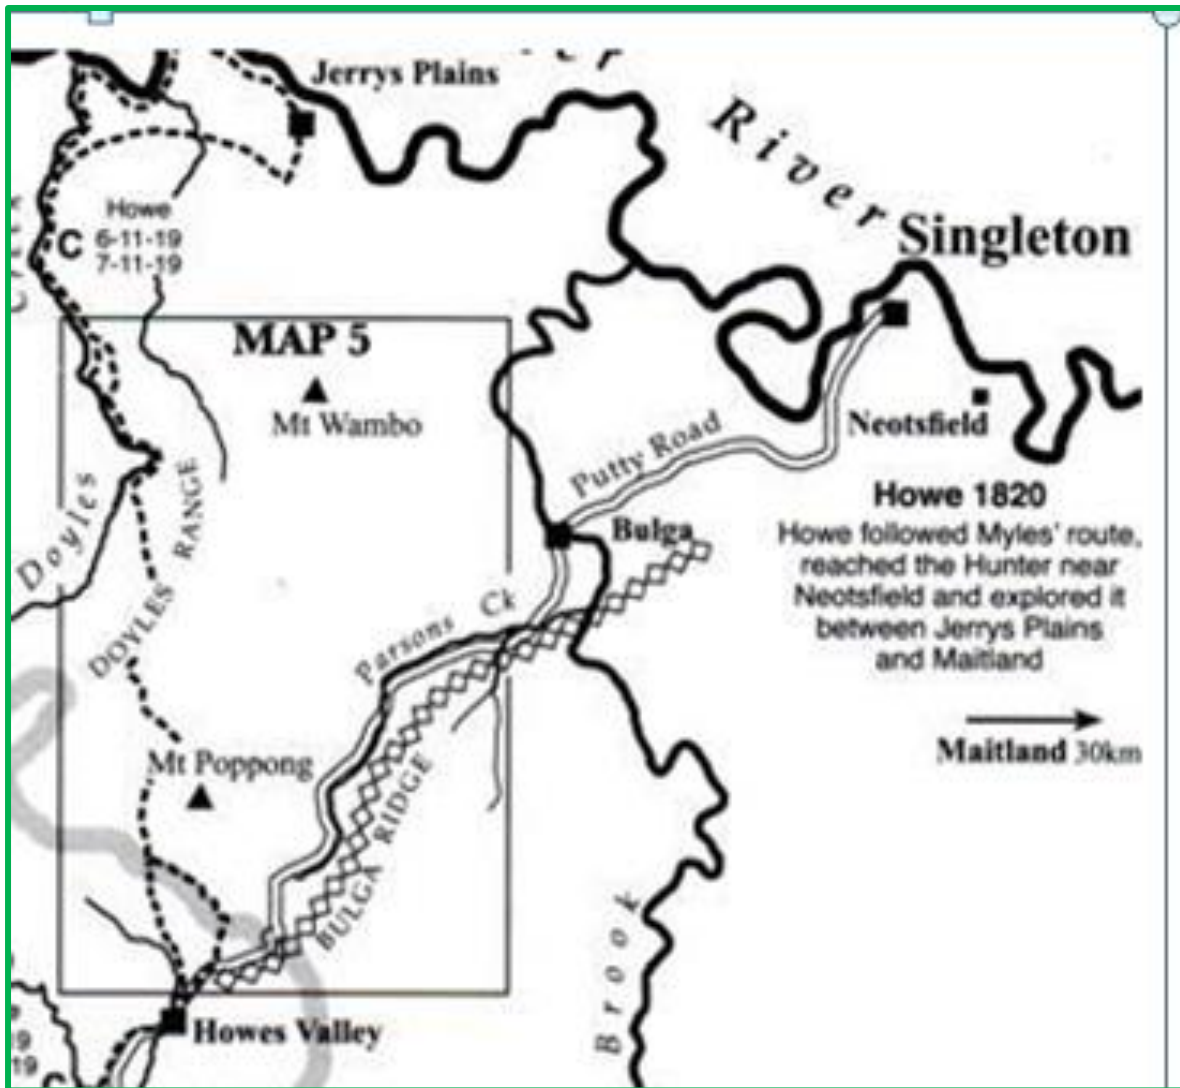 Jerrys Plains
River
Singleton
Howe
C 6-11-19
7-11-19
MAP 5
Mt Wambo
Neotsfield
Putty Road
Doyles
RANGE
DOYLES
Howe 1820
Howe followed Myles' route,
reached the Hunter near
Neotsfield and explored it
between Jerrys Plains
and Maitland
Bulga
Parsons Ck
Maitland 30km
Mt Poppong
BULGA RIDGE
Brook
Howes Valley
19
19